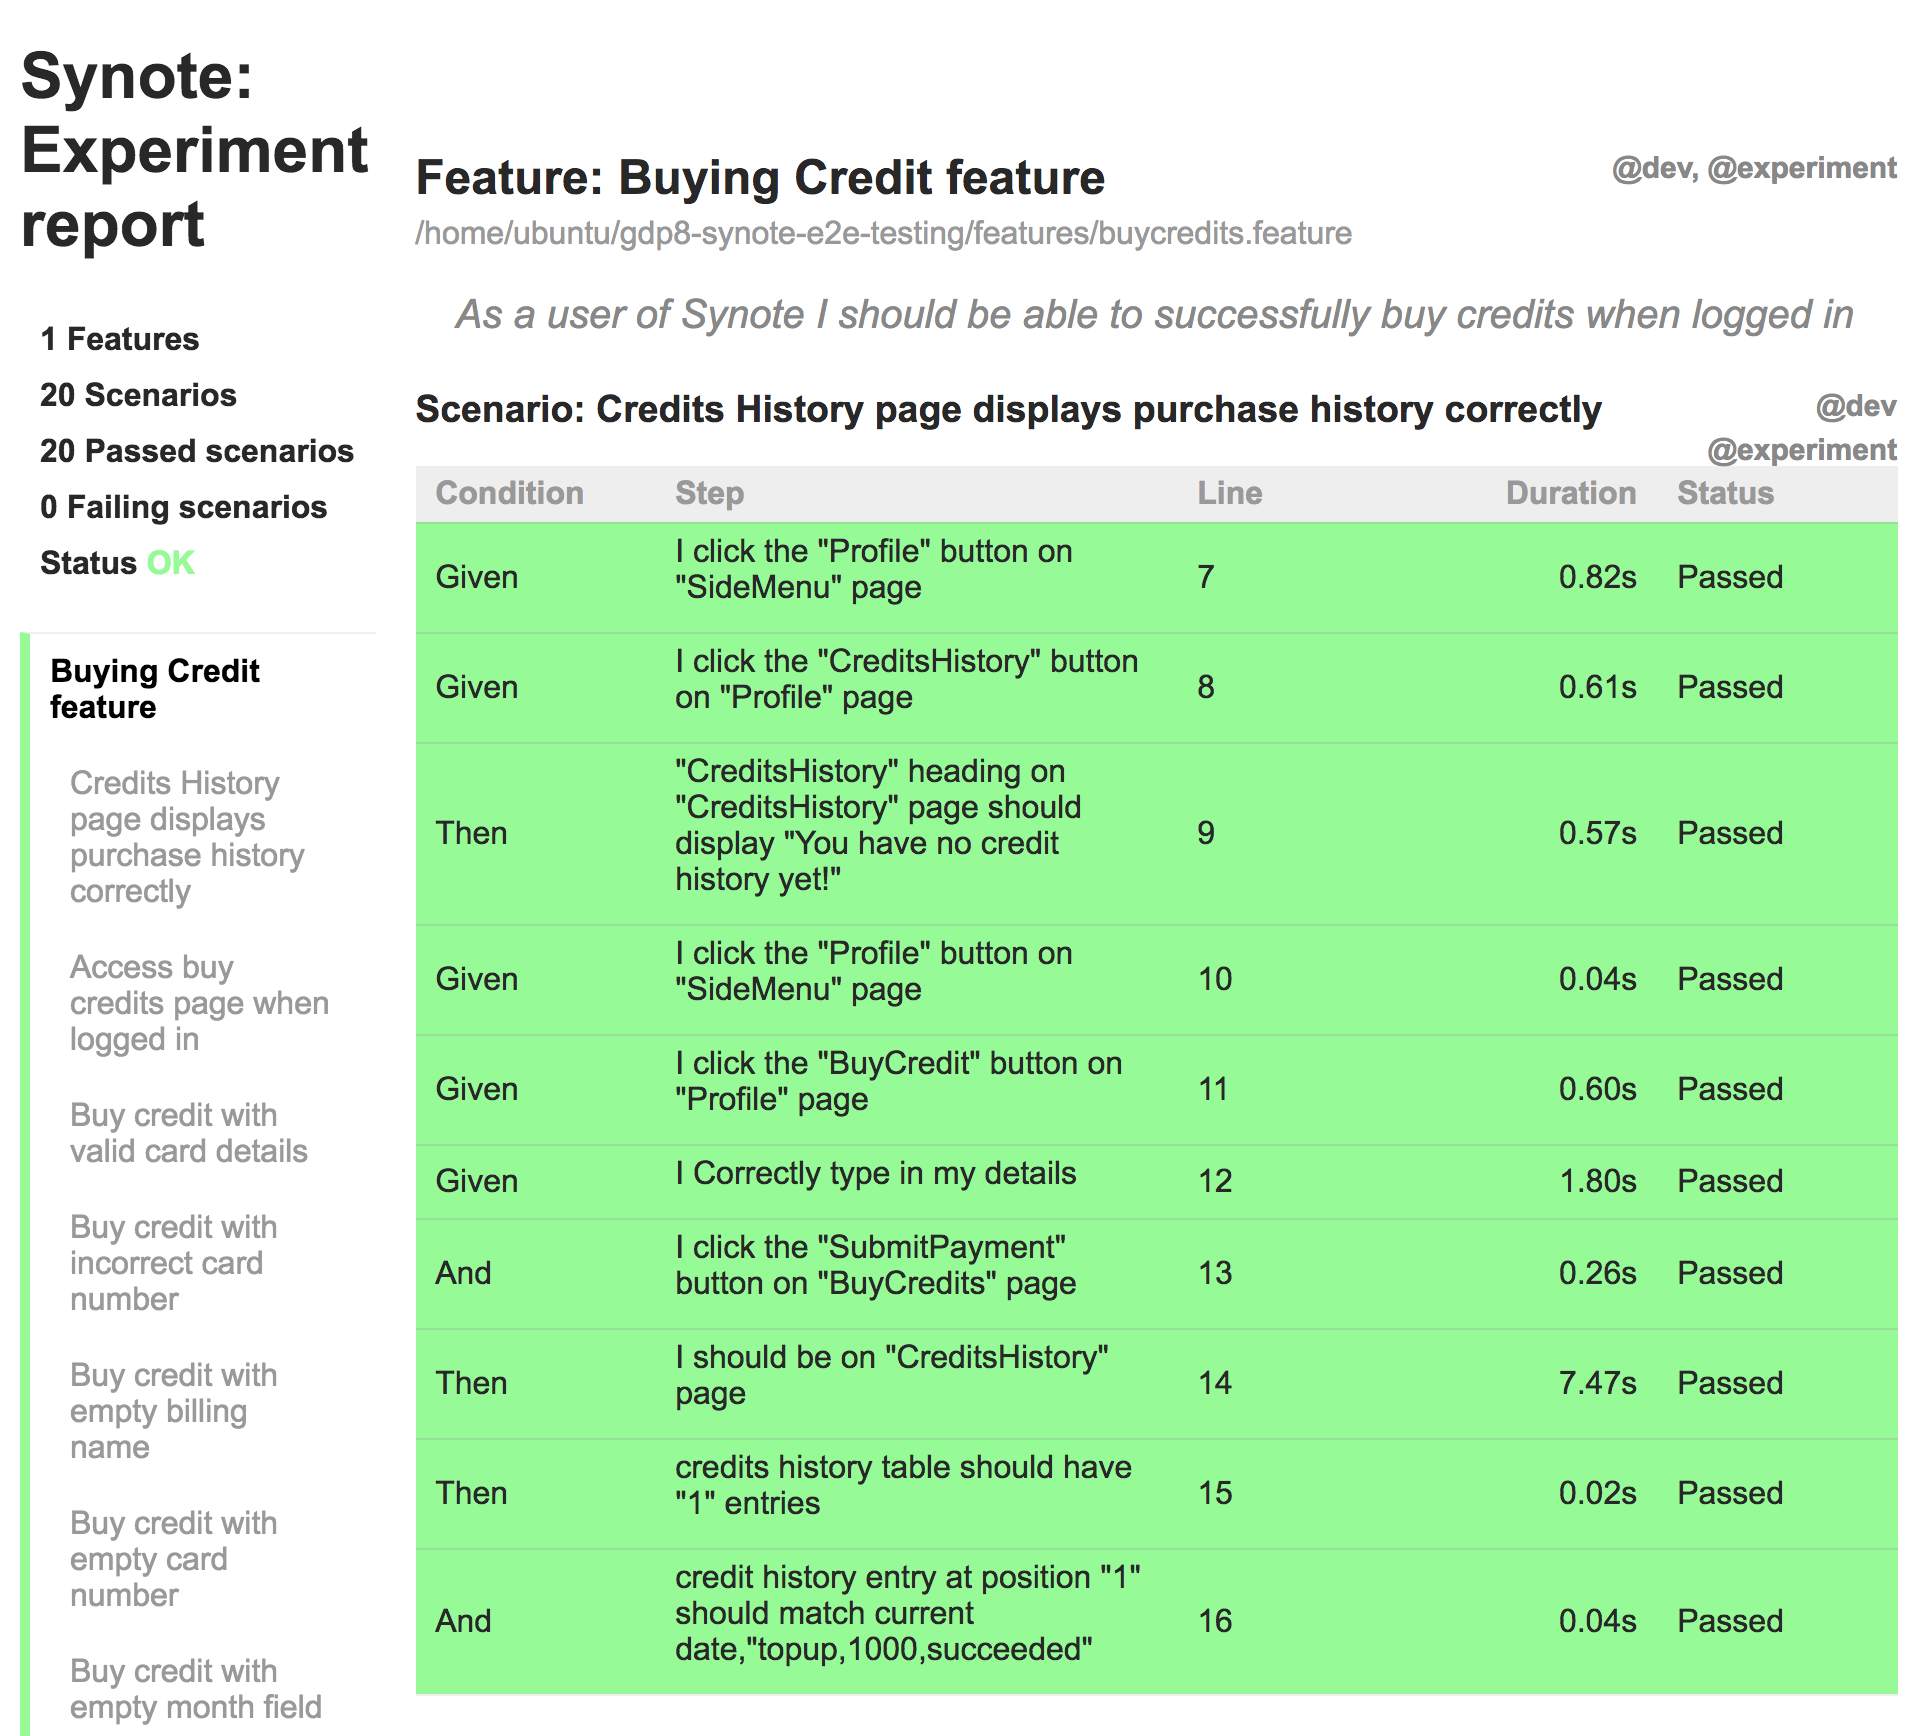 Synote:
Experiment
report
1 Features
20 Scenarios
20 Passed scenarios
0 Failing scenarios
Status OK
Buying Credit
feature
Credits History
page displays
purchase history
correctly
Access buy
credits page when
logged in
Buy credit with
valid card details
Buy credit with
incorrect card
number
Buy credit with
empty billing
name
Buy credit with
empty card
number
Buy credit with
empty month field
Feature: Buying Credit feature
@dev, @experiment
/home/ubuntu/gdp8-synote-e2e-testing/features/buycredits.feature
As a user of Synote I should be able to successfully buy credits when logged in
Scenario: Credits History page displays purchase history correctly
@dev
@experiment
Condition Step Line Duration Status
Given I click the "Profile" button on
"SideMenu" page 7 0.82s Passed
Given I click the "CreditsHistory" button
on "Profile" page 8 0.61s Passed
Then "CreditsHistory" heading on
"CreditsHistory" page should
display "You have no credit
history yet!" 9 0.57s Passed
Given I click the "Profile" button on
"SideMenu" page 10 0.04s Passed
Given I click the "BuyCredit" button on
"Profile" page 11 0.60s Passed
Given I Correctly type in my details 12 1.80s Passed
And I click the "SubmitPayment"
button on "BuyCredits" page 13 0.26s Passed
Then I should be on "CreditsHistory"
page 14 7.47s Passed
Then credits history table should have
"1" entries 15 0.02s Passed
And credit history entry at position "1"
should match current
date,"topup,1000,succeeded" 16 0.04s Passed